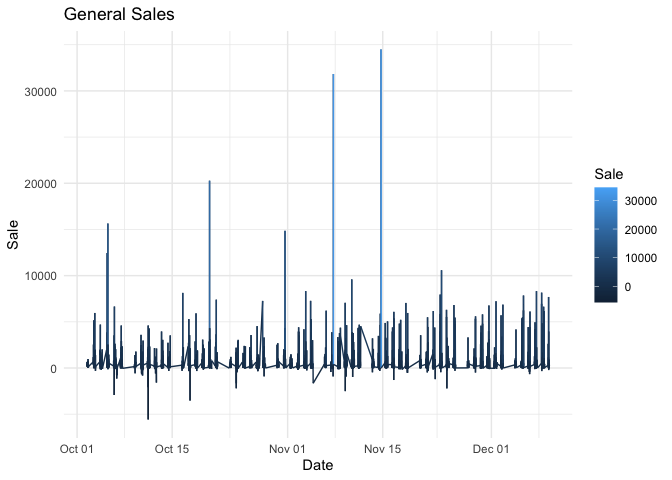 General Sales
30000
20000
10000
0
Sale
Oct 01
Oct 15
Nov 01
Nov 15
Dec 01
Date
Sale
30000
20000
10000
0